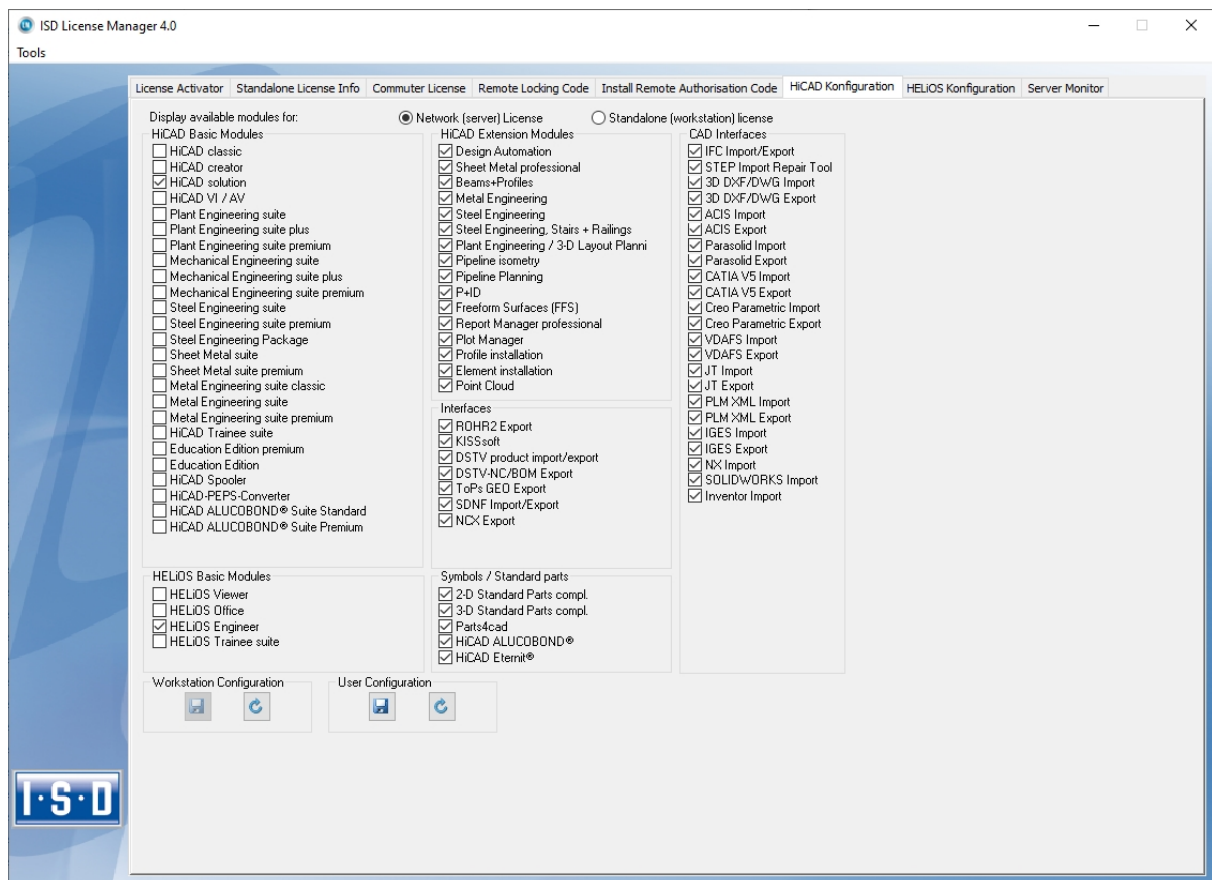 ISD License Manager 4.0
Tools
License Activator Standalone License Info Commuter License Remote Locking Code Install Remote Authorisation Code HiCAD Konfiguration HELiOS Konfiguration Server Monitor
Display available modules for: Network (server) License Standalone (workstation) license
HiCAD Basic Modules
HiCAD classic
HiCAD creator
HiCAD solution
HiCAD VI / AV
Plant Engineering suite
Plant Engineering suite plus
Plant Engineering suite premium
Mechanical Engineering suite
Mechanical Engineering suite plus
Mechanical Engineering suite premium
Steel Engineering suite
Steel Engineering suite premium
Steel Engineering Package
Sheet Metal suite
Sheet Metal suite premium
Metal Engineering suite classic
Metal Engineering suite
Metal Engineering suite premium
HiCAD Trainee suite
Education Edition premium
Education Edition
HiCAD Spooler
HiCAD-PEPS-Converter
HiCAD ALUCOBOND® Suite Standard
HiCAD ALUCOBOND® Suite Premium
HiCAD Extension Modules
Design Automation
Sheet Metal professional
Beams+Profiles
Metal Engineering
Steel Engineering
Steel Engineering, Stairs + Railings
Plant Engineering / 3-D Layout Planni
Pipeline isometry
Pipeline Planning
P+ID
Freeform Surfaces (FFS)
Report Manager professional
Plot Manager
Profile installation
Element installation
Point Cloud
Interfaces
ROHR2 Export
KISSsoft
DSTV product import/export
DSTV-NC/BOM Export
ToPs GEO Export
SDNF Import/Export
NCX Export
CAD Interfaces
IFC Import/Export
STEP Import Repair Tool
3D DXF/DWG Import
3D DXF/DWG Export
ACIS Import
ACIS Export
Parasolid Import
Parasolid Export
CATIA V5 Import
CATIA V5 Export
Creo Parametric Import
Creo Parametric Export
VDAFS Import
VDAFS Export
JT Import
JT Export
PLM XML Import
PLM XML Export
IGES Import
IGES Export
NX Import
SOLIDWORKS Import
Inventor Import
HELiOS Basic Modules
HELiOS Viewer
HELiOS Office
HELiOS Engineer
HELiOS Trainee suite
Symbols / Standard parts
2-D Standard Parts compl.
3-D Standard Parts compl.
Parts4cad
HiCAD ALUCOBOND®
HiCAD Eternit®
Workstation Configuration
User Configuration
I·S·D